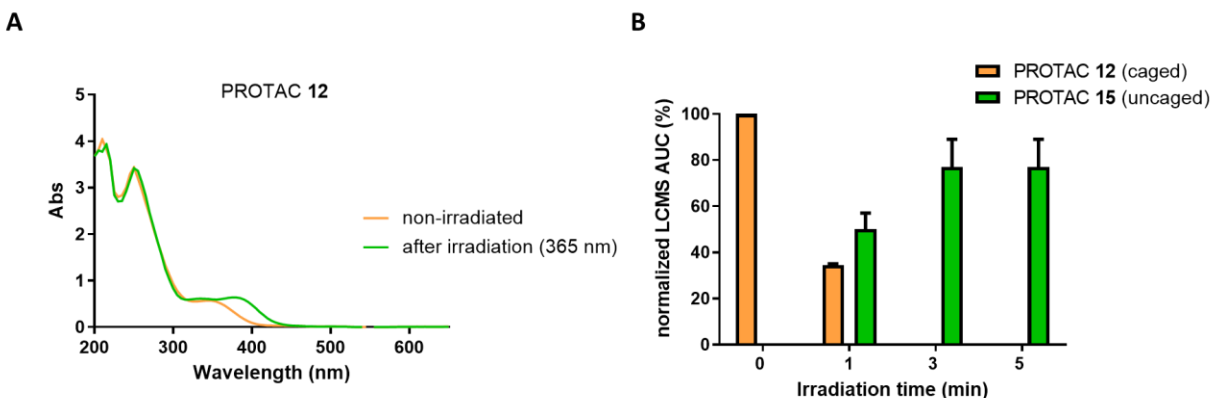 A
PROTAC 12
5
4
3
2
1
0
Abs
200 300 400 500 600
Wavelength (nm)
non-irradiated
after irradiation (365 nm)
B
PROTAC 12 (caged)
PROTAC 15 (uncaged)
100
80
60
40
20
0
normalized LCMS AUC (%)
0 1 3 5
Irradiation time (min)